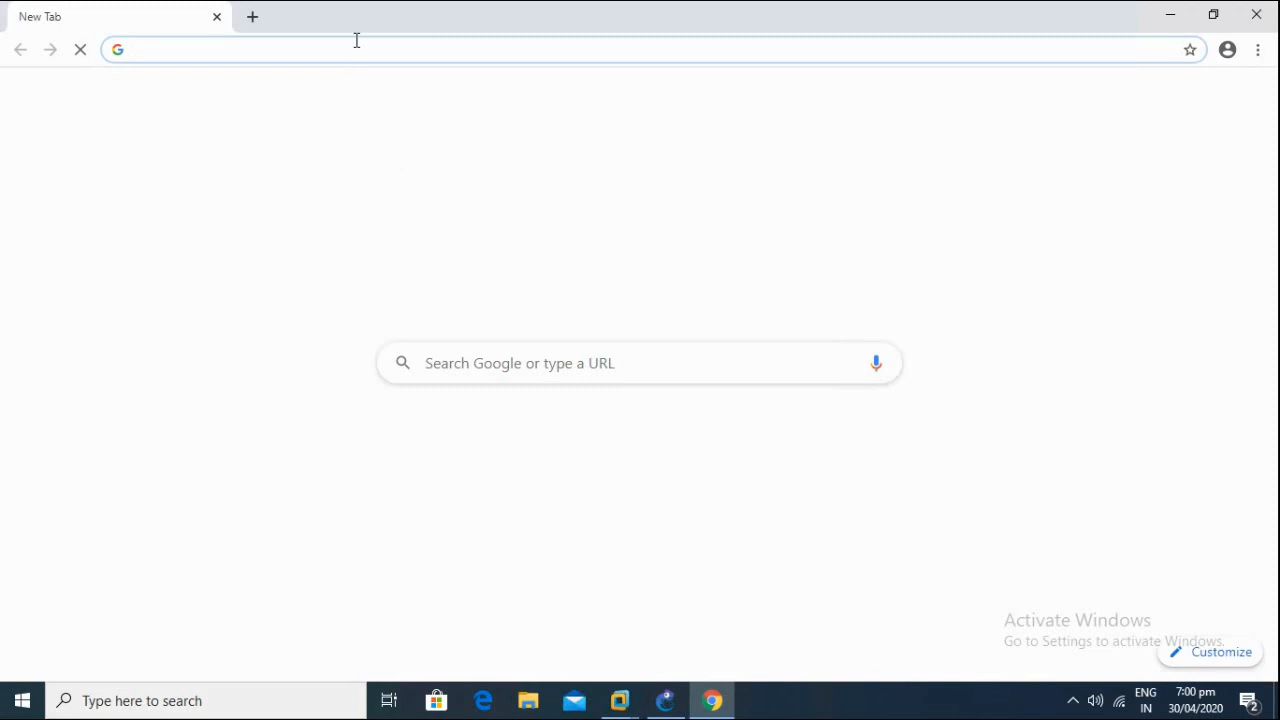 New Tab
Search Google or type a URL
Activate Windows
Go to Settings to activate Windows.
Customize
Type here to search
ENG
IN
7:00 pm
30/04/2020
2